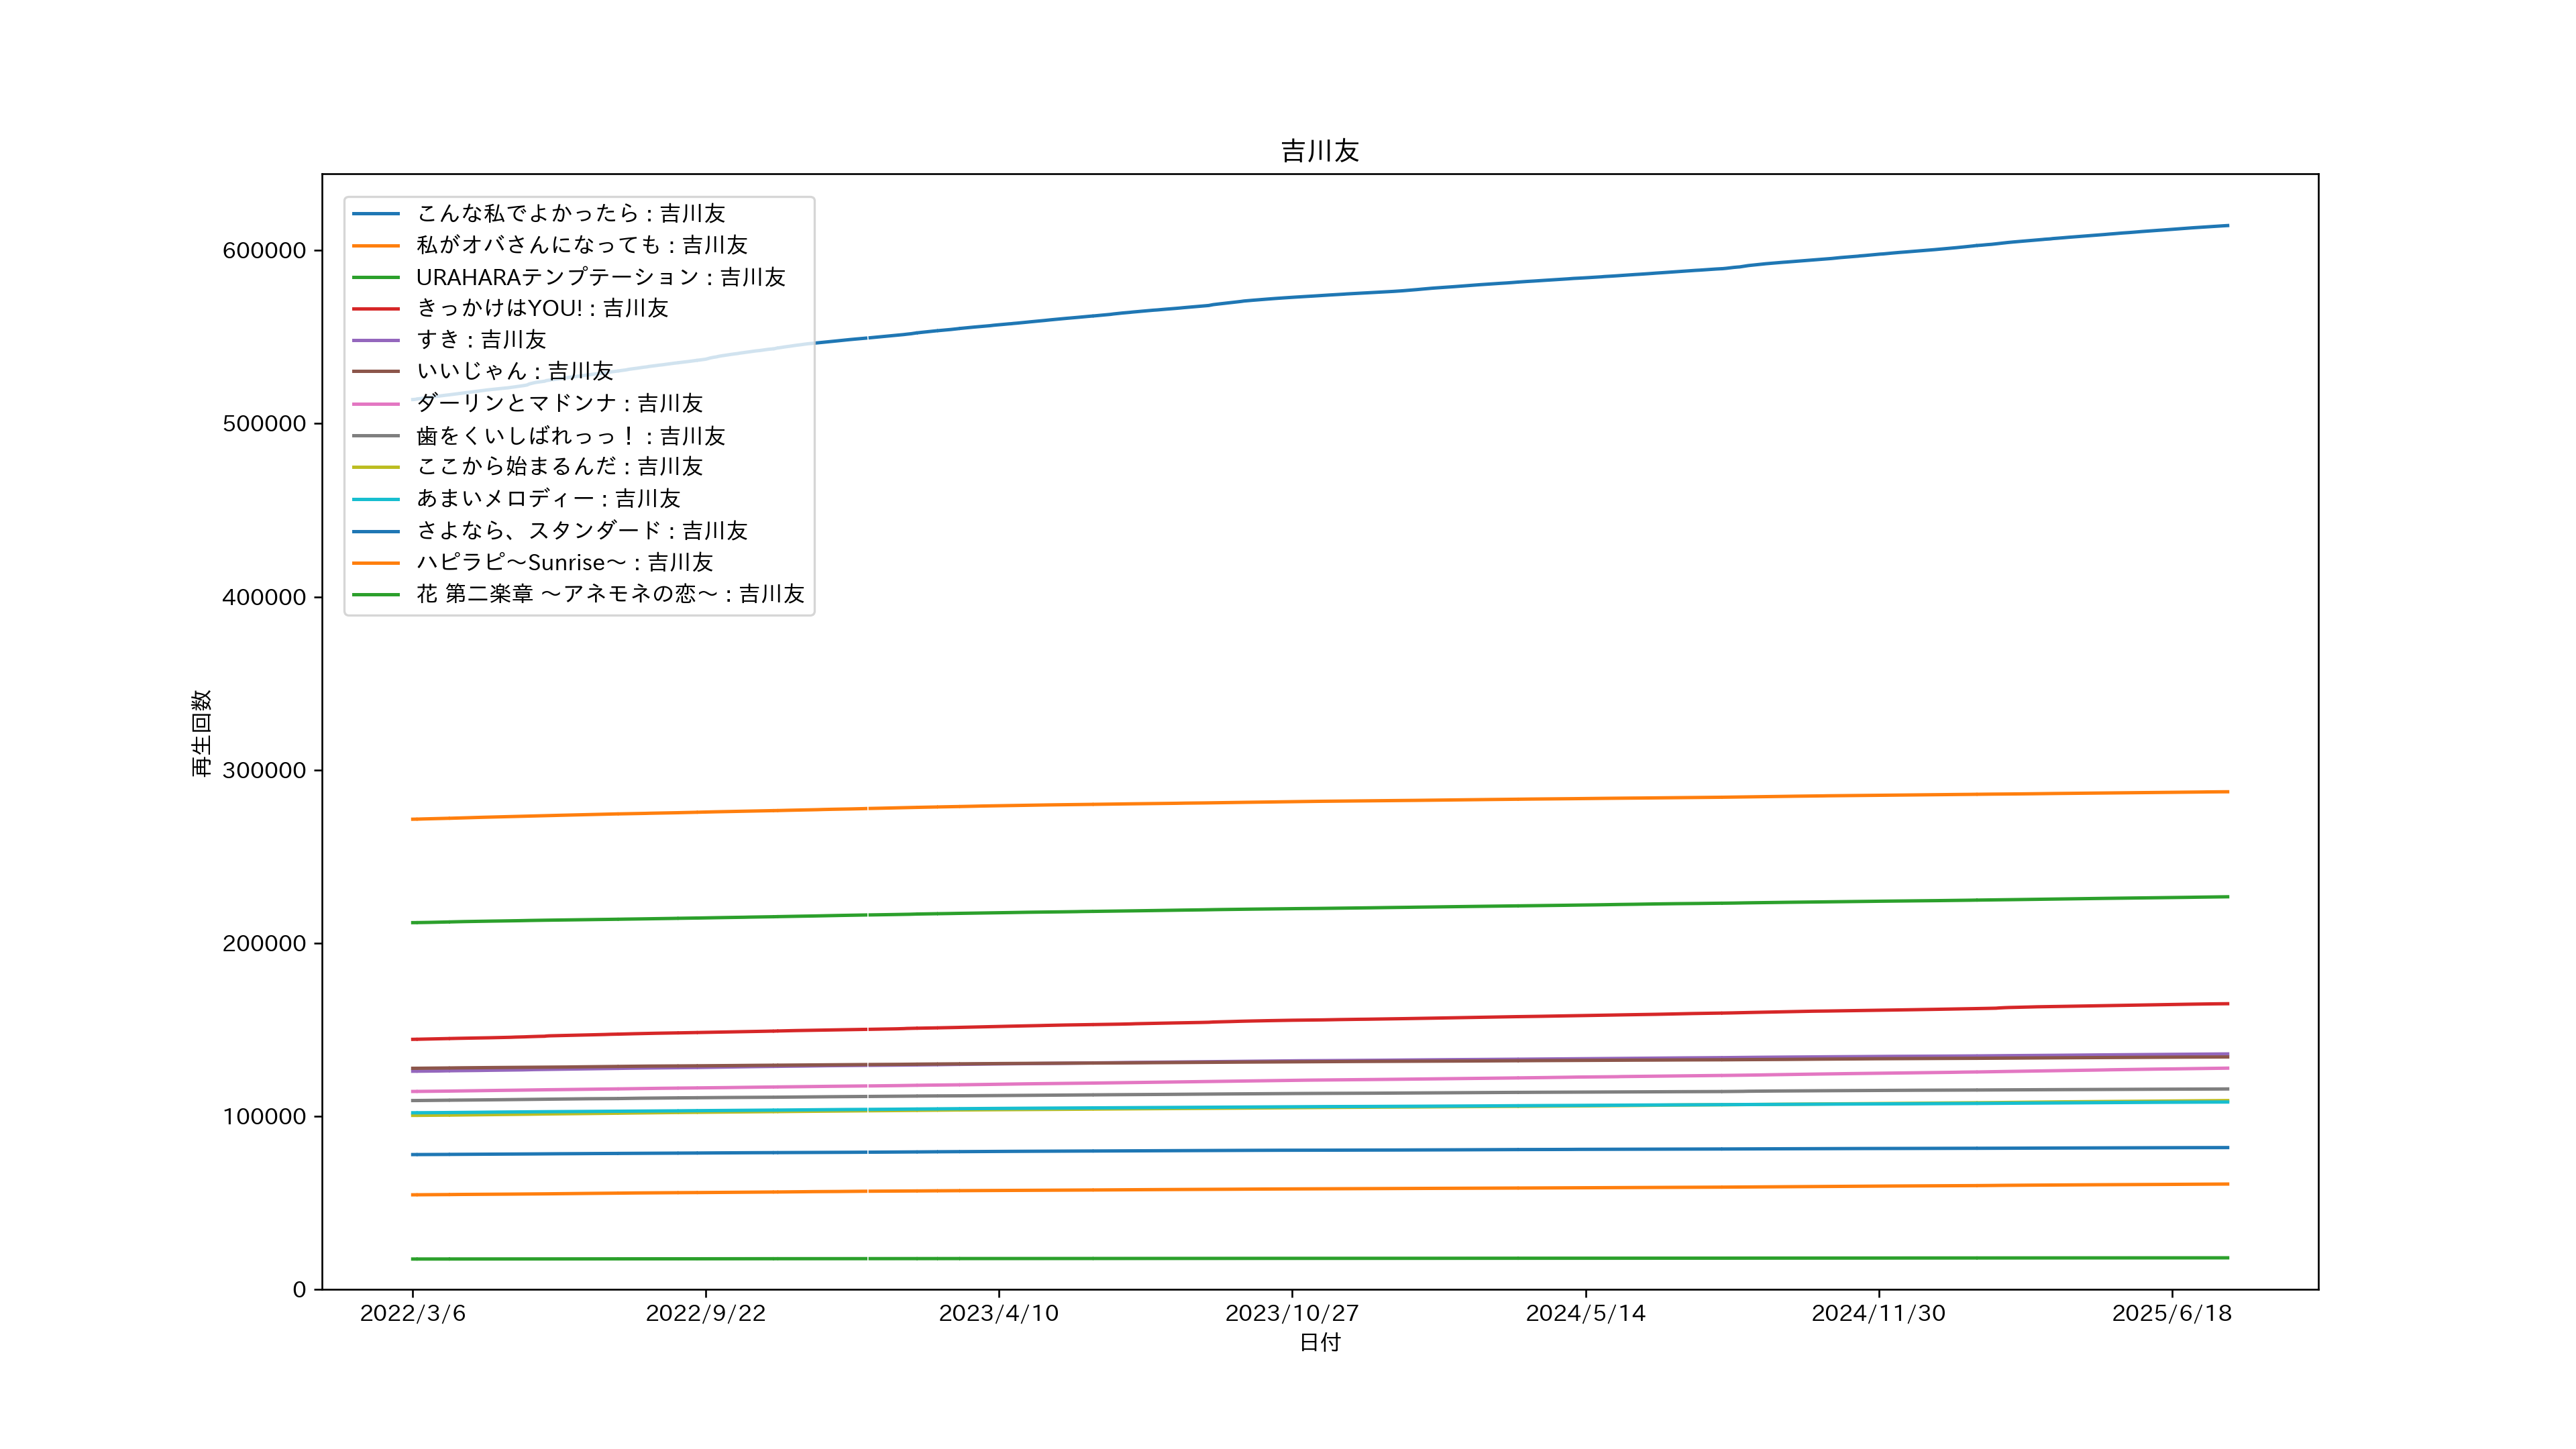 吉川友
こんな私でよかったら : 吉川友
私がオバさんになっても : 吉川友
URAHARAテンプテーション : 吉川友
きっかけはYOU! : 吉川友
すき : 吉川友
いいじゃん : 吉川友
ダーリンとマドンナ : 吉川友
歯をくいしばれっっ！ : 吉川友
ここから始まるんだ : 吉川友
あまいメロディー : 吉川友
さよなら、スタンダード : 吉川友
ハピラピ～Sunrise～ : 吉川友
花 第二楽章 ～アネモネの恋～ : 吉川友
再生回数
600000
500000
400000
300000
200000
100000
0
2022/3/6 2022/9/22 2023/4/10 2023/10/27 2024/5/14 2024/11/30 2025/6/18
日付